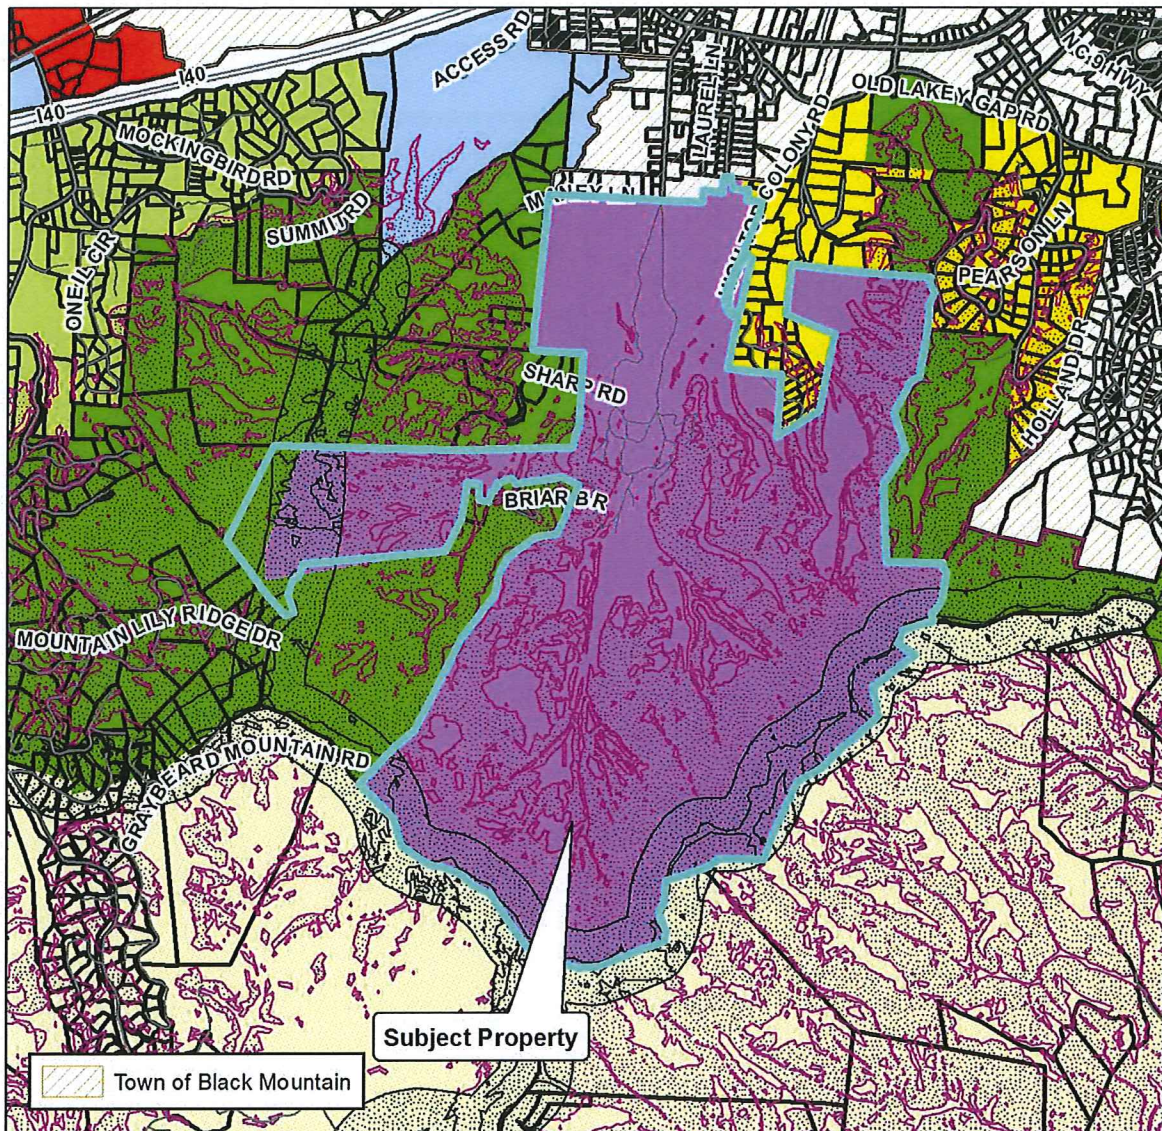 I40
I40
ACCESS RD
LAUREL LN
NC 9 HWY
OLD LAKEY GAP RD
COLONY RD
MOCKINGBIRD RD
SUMMIT RD
ONEIL CIR
PEARSON LN
HOLLAND DR
SHARP RD
BRIAR B R
MOUNTAIN LILY RIDGE DR
GRAYBEARD MOUNTAIN RD
Subject Property
Town of Black Mountain